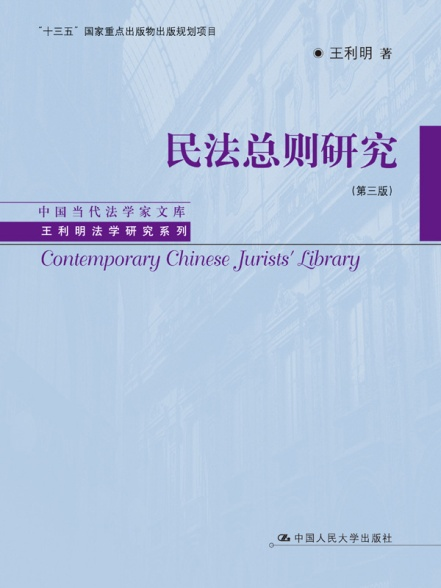 “十三五”国家重点出版物出版规划项目
王利明 著
民法总则研究
(第三版)
中国当代法学家文库
王利明法学研究系列
Contemporary Chinese Jurists' Library
中国人民大学出版社